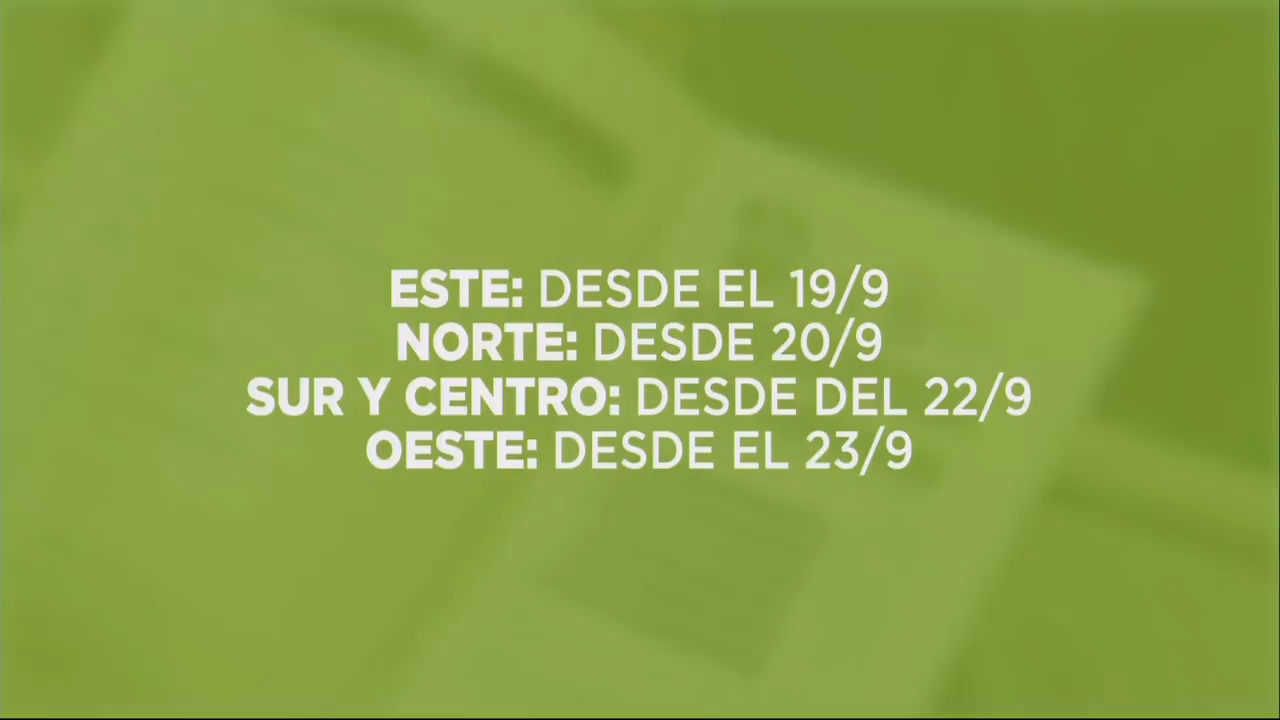 ESTE: DESDE EL 19/9
NORTE: DESDE 20/9
SUR Y CENTRO: DESDE DEL 22/9
OESTE: DESDE EL 23/9